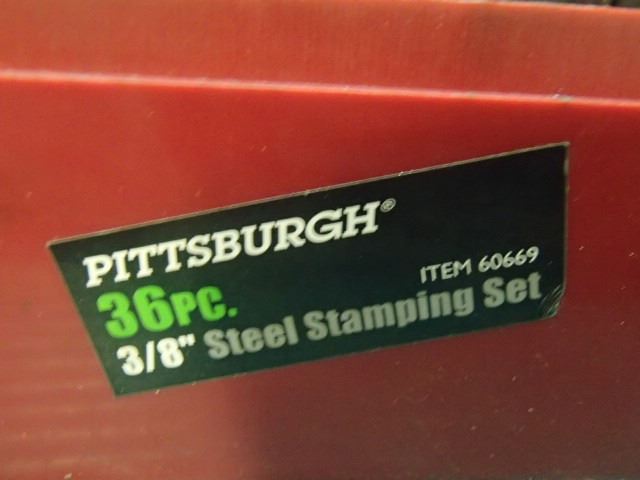 PITTSBURGH®
36PC. ITEM 60669
3/8" Steel Stamping Set